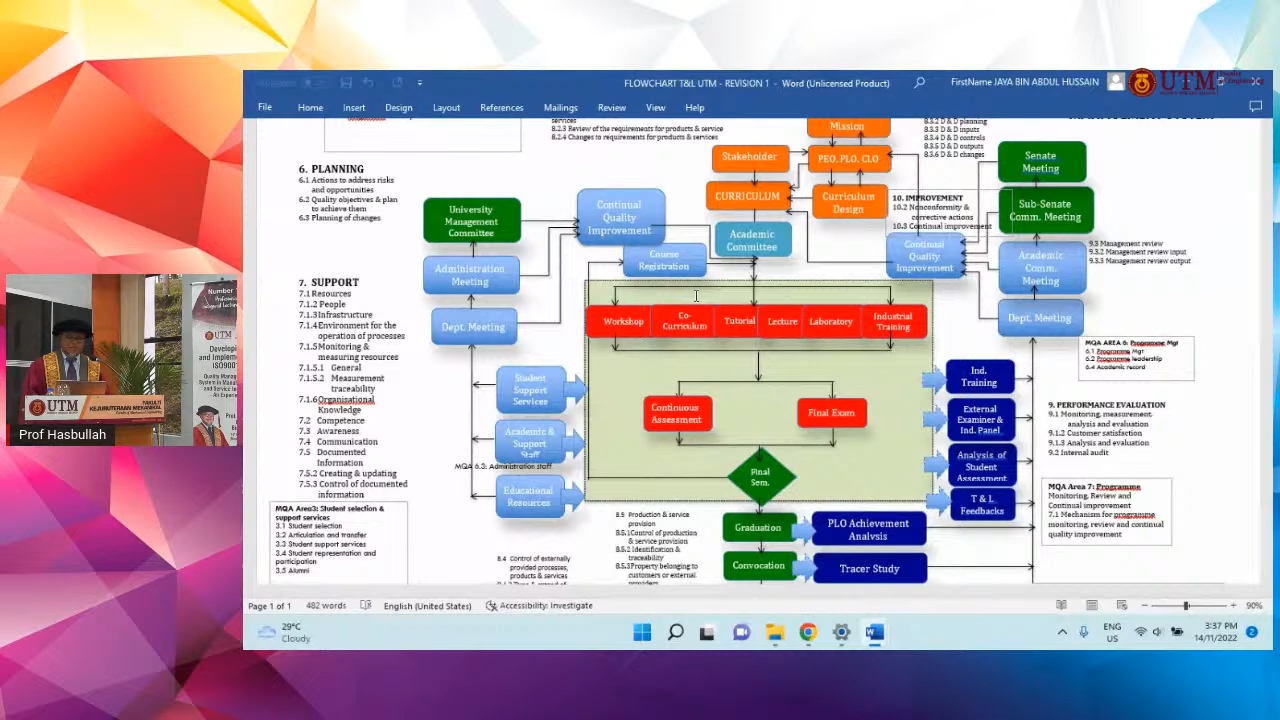 FLOWCHART T&L UTM - REVISION 1 - Word (Unlicensed Product)
FirstName JAYA BIN ABDUL HUSSAIN
UTM
File
Home
Insert
Design
Layout
References
Mailings
Review
View
Help
services
8.2.3 Review of the requirements for products & service
8.2.4 Changes to requirements for products & services
Mission
8.3.2 D & D planning
8.3.3 D & D inputs
8.3.4 D & D controls
8.3.5 D & D outputs
8.3.6 D & D changes
6. PLANNING
6.1 Actions to address risks
and opportunities
6.2 Quality objectives & plan
to achieve them
6.3 Planning of changes
Stakeholder
PEO, PLO, CLO
Senate
Meeting
CURRICULUM
Curriculum
Design
10. IMPROVEMENT
10.2 Nonconformity &
corrective actions
10.3 Continual improvement
Sub-Senate
Comm. Meeting
University
Management
Committee
Continual
Quality
Improvement
Academic
Committee
Course
Registration
Continual
Quality
Improvement
Academic
Comm.
Meeting
9.3 Management review
9.3.2 Management review input
9.3.3 Management review output
Administration
Meeting
7. SUPPORT
7.1 Resources
7.1.2 People
7.1.3 Infrastructure
7.1.4 Environment for the
operation of processes
7.1.5 Monitoring &
measuring resources
7.1.5.1 General
7.1.5.2 Measurement
traceability
7.1.6 Organisational
Knowledge
7.2 Competence
7.3 Awareness
7.4 Communication
7.5 Documented
Information
7.5.2 Creating & updating
7.5.3 Control of documented
information
Dept. Meeting
Workshop
Co-
Curriculum
Tutorial
Lecture
Laboratory
Industrial
Training
Dept. Meeting
MQA AREA 6: Programme Mgt
6.1 Programme Mgt
6.2 Programme leadership
6.4 Academic record
Student
Support
Services
Continuous
Assessment
Final Exam
Ind.
Training
External
Examiner &
Ind. Panel
9. PERFORMANCE EVALUATION
9.1 Monitoring, measurement,
analysis and evaluation
9.1.2 Customer satisfaction
9.1.3 Analysis and evaluation
9.2 Internal audit
Academic &
Support
Staff
MQA 6.3: Administration staff
Final
Sem.
Analysis of
Student
Assessment
Educational
Resources
T & L
Feedbacks
MQA Area 7: Programme
Monitoring, Review and
Continual improvement
7.1 Mechanism for programme
monitoring, review and continual
quality improvement
MQA Area3: Student selection &
support services
3.1 Student selection
3.2 Articulation and transfer
3.3 Student support services
3.4 Student representation and
participation
3.5 Alumni
8.5 Production & service
provision
8.5.1 Control of production
& service provision
8.5.2 Identification &
traceability
8.5.3 Property belonging to
customers or external
providers
8.4 Control of externally
provided processes,
products & services
Graduation
PLO Achievement
Analysis
Convocation
Tracer Study
Page 1 of 1
482 words
English (United States)
Accessibility: Investigate
90%
29°C
Cloudy
ENG
US
3:37 PM
14/11/2022
2
UTM
FAKULTI
KEJURUTERAAN MEKANIKAL
Prof Hasbullah